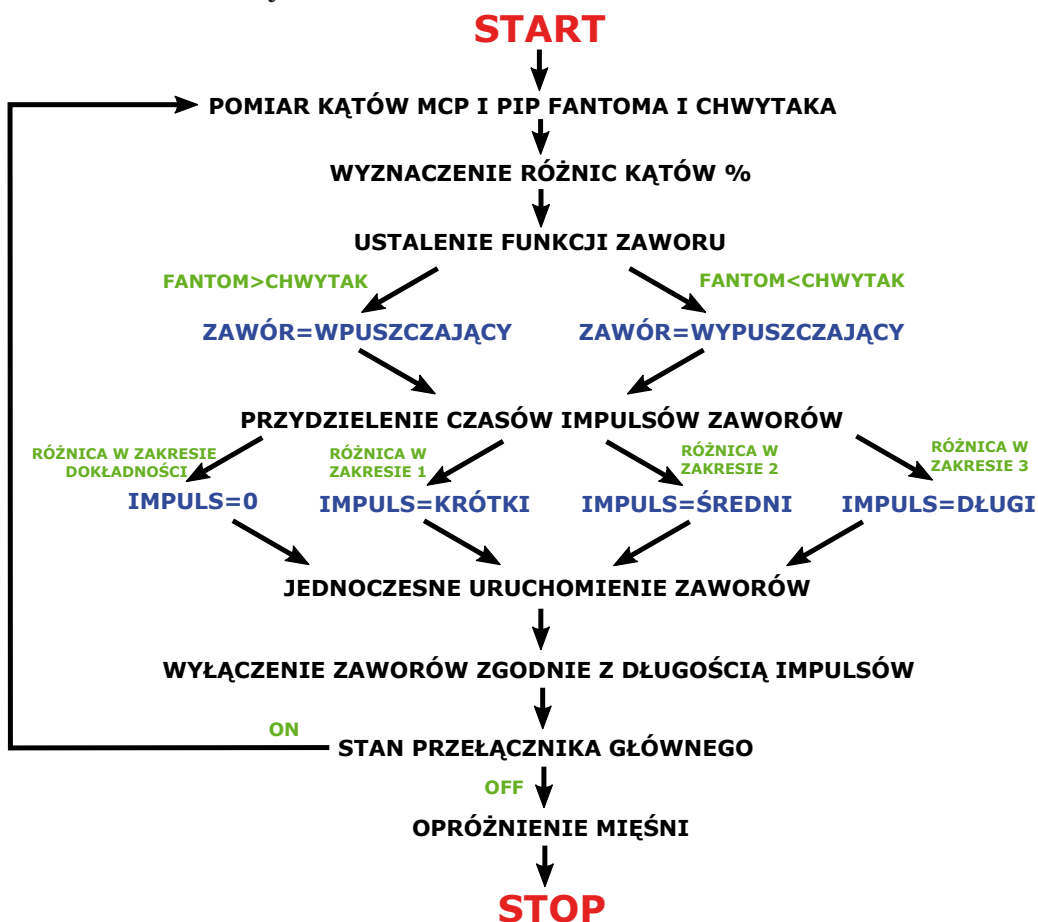 START
POMIAR KĄTÓW MCP I PIP FANTOMA I CHWYTAKA
WYZNACZENIE RÓŻNIC KĄTÓW %
USTALENIE FUNKCJI ZAWORU
FANTOM>CHWYTAK
FANTOM<CHWYTAK
ZAWÓR=WPUSZCZAJĄCY
ZAWÓR=WYPUSZCZAJĄCY
PRZYDZIELENIE CZASÓW IMPULSÓW ZAWORÓW
RÓŻNICA W ZAKRESIE
DOKŁADNOŚCI
RÓŻNICA W
ZAKRESIE 1
RÓŻNICA W
ZAKRESIE 2
RÓŻNICA W
ZAKRESIE 3
IMPULS=0
IMPULS=KRÓTKI
IMPULS=ŚREDNI
IMPULS=DŁUGI
JEDNOCZESNE URUCHOMIENIE ZAWORÓW
WYŁĄCZENIE ZAWORÓW ZGODNIE Z DŁUGOŚCIĄ IMPULSÓW
ON
STAN PRZEŁĄCZNIKA GŁÓWNEGO
OFF
OPRÓŻNIENIE MIĘŚNI
STOP